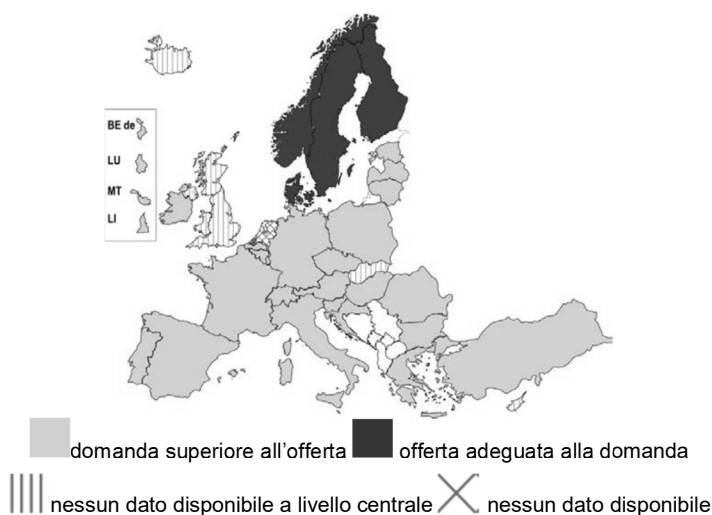 BE de
LU
MT
LI
domanda superiore all'offerta offerta adeguata alla domanda
nessun dato disponibile a livello centrale nessun dato disponibile